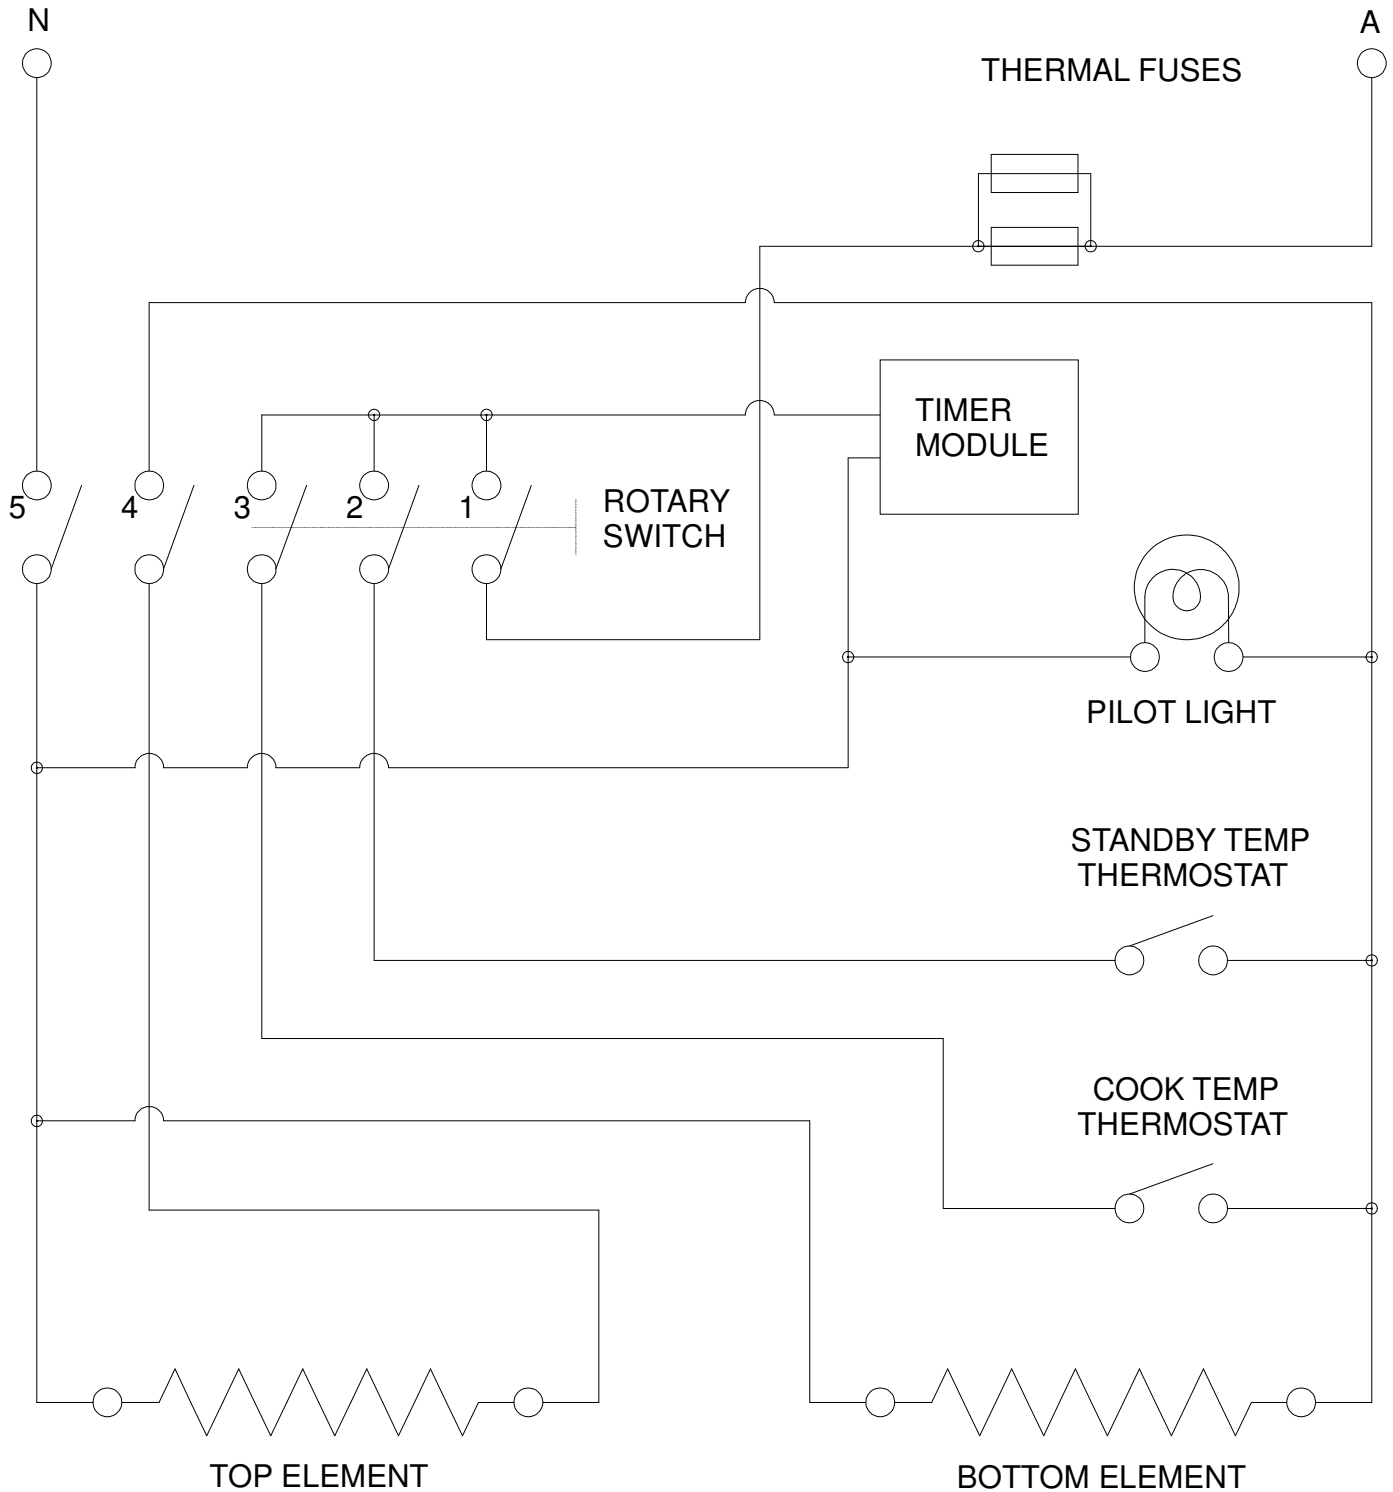 N
A
THERMAL FUSES
TIMER
MODULE
5
4
3
2
1
ROTARY
SWITCH
PILOT LIGHT
STANDBY TEMP
THERMOSTAT
COOK TEMP
THERMOSTAT
TOP ELEMENT
BOTTOM ELEMENT